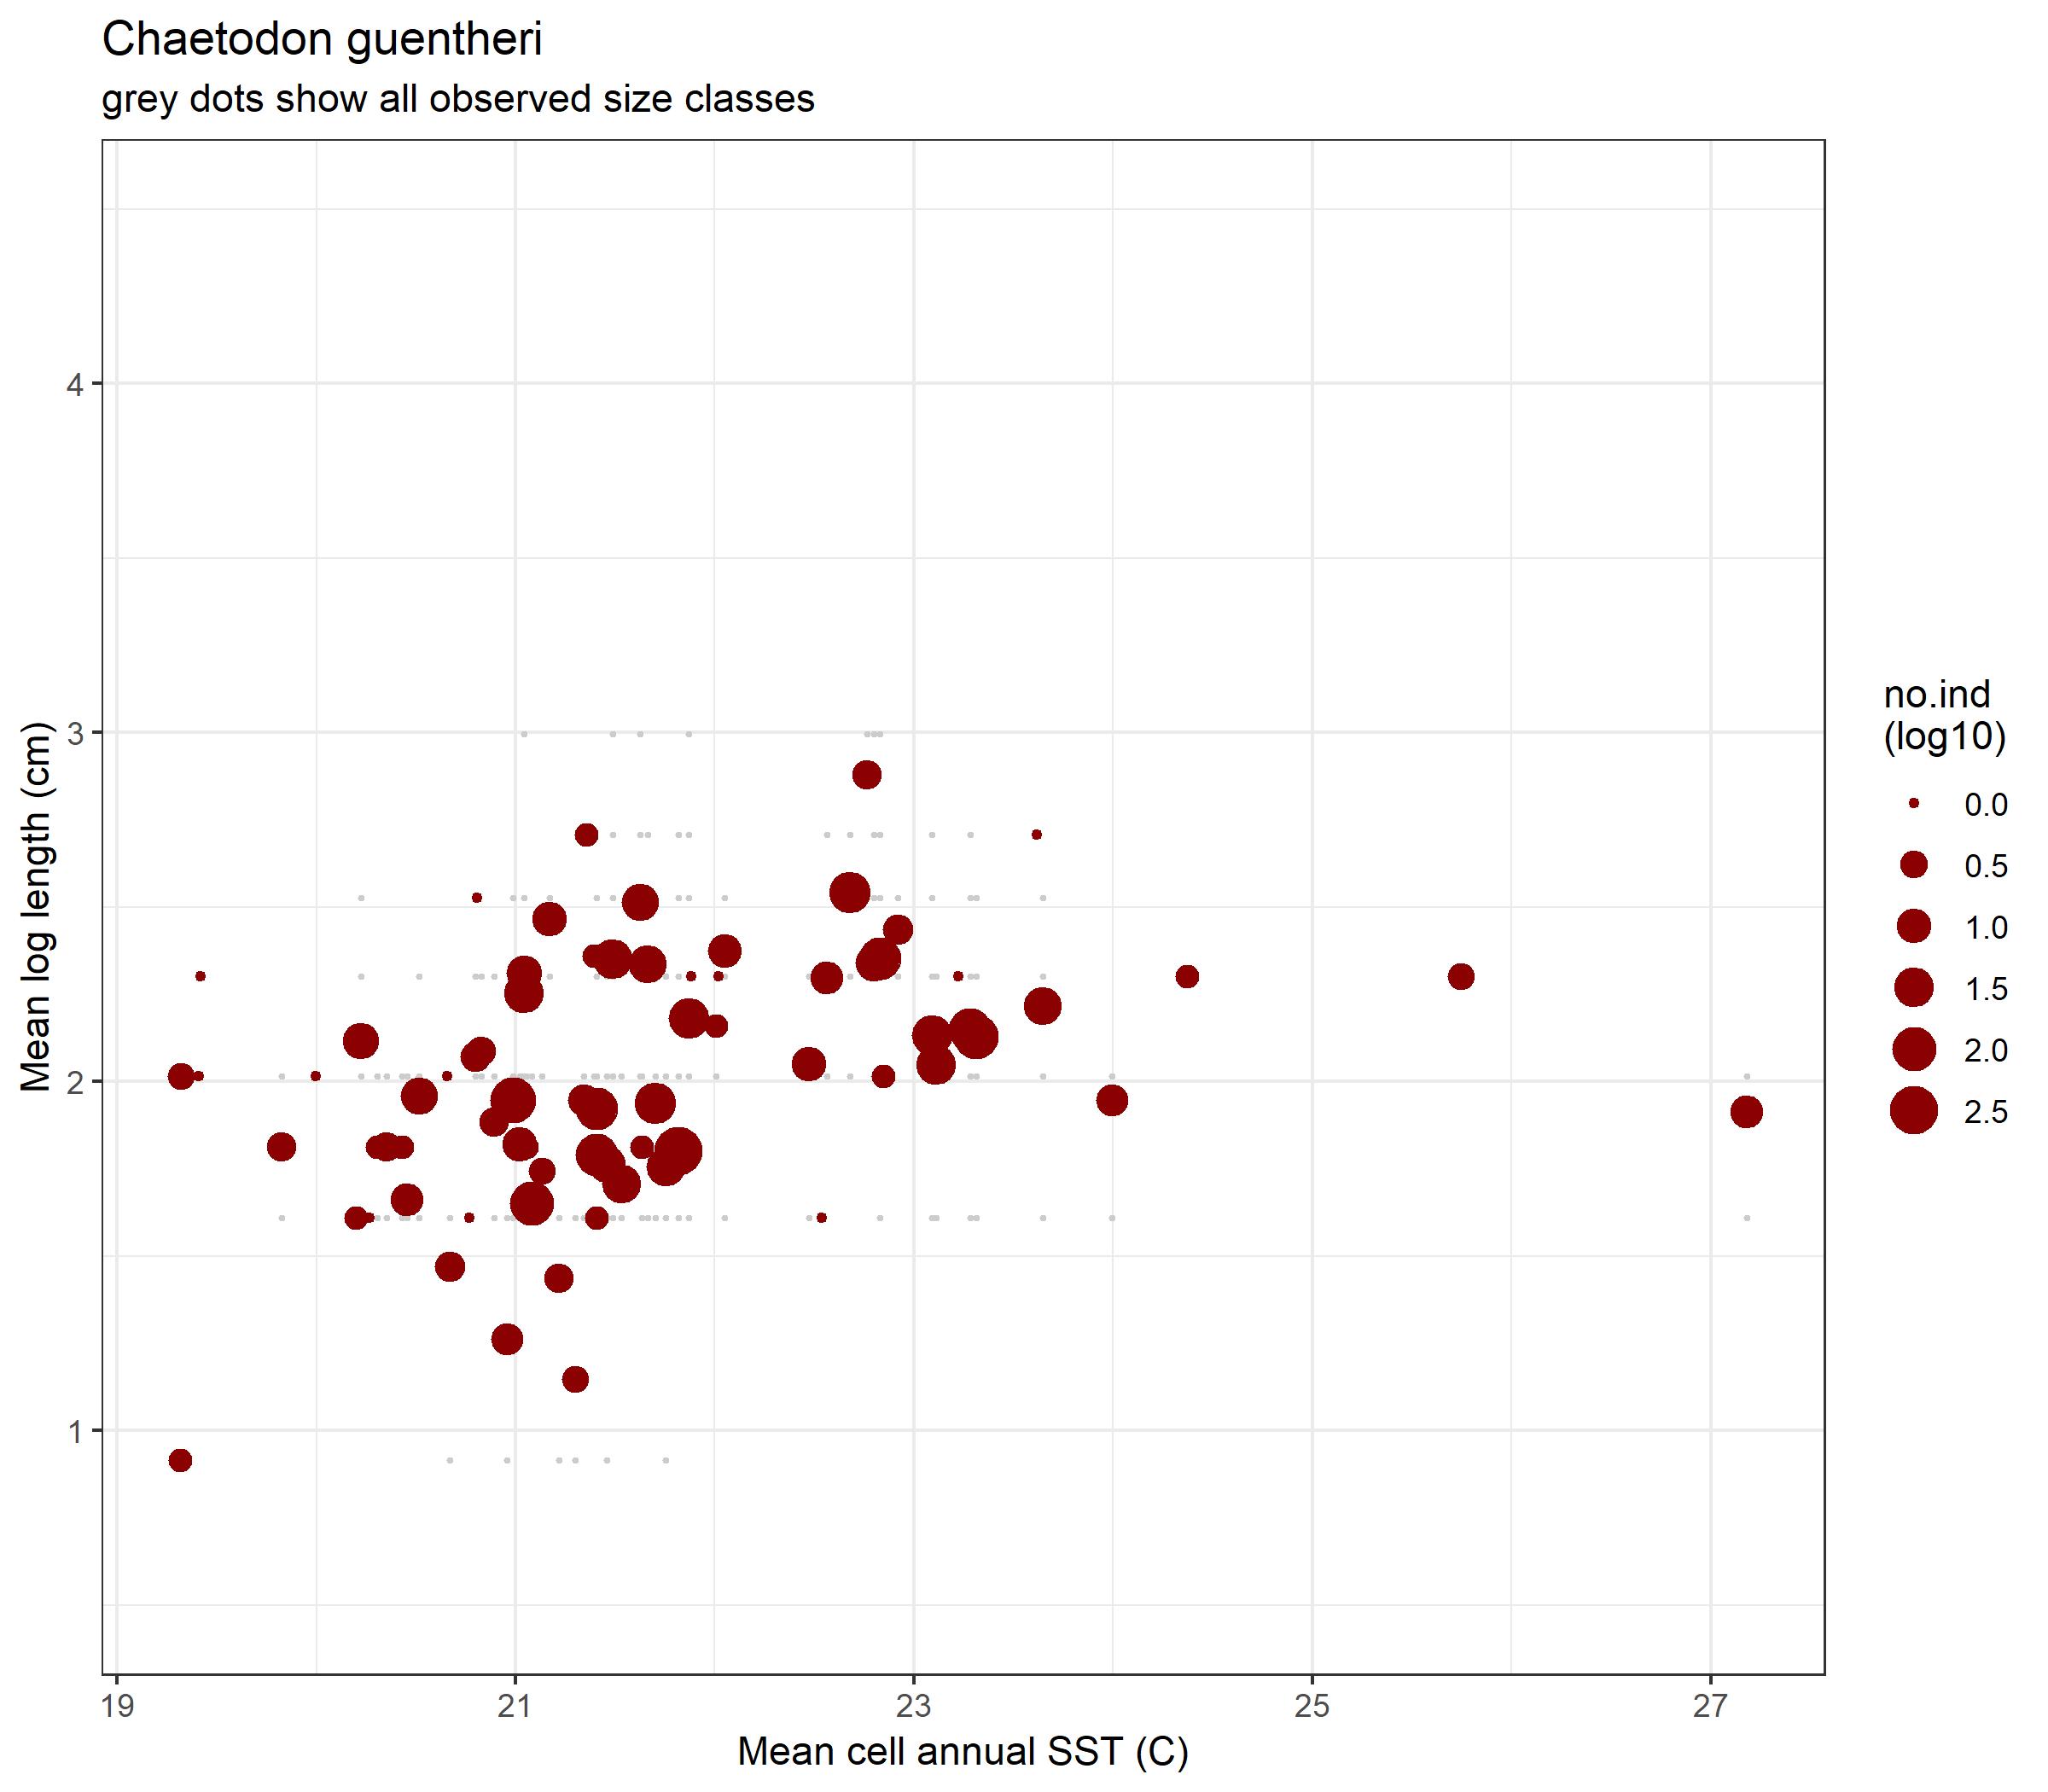 Chaetodon guentheri
grey dots show all observed size classes
Mean log length (cm)
4
3
2
1
19
21
23
25
27
Mean cell annual SST (C)
no.ind
(log10)
0.0
0.5
1.0
1.5
2.0
2.5